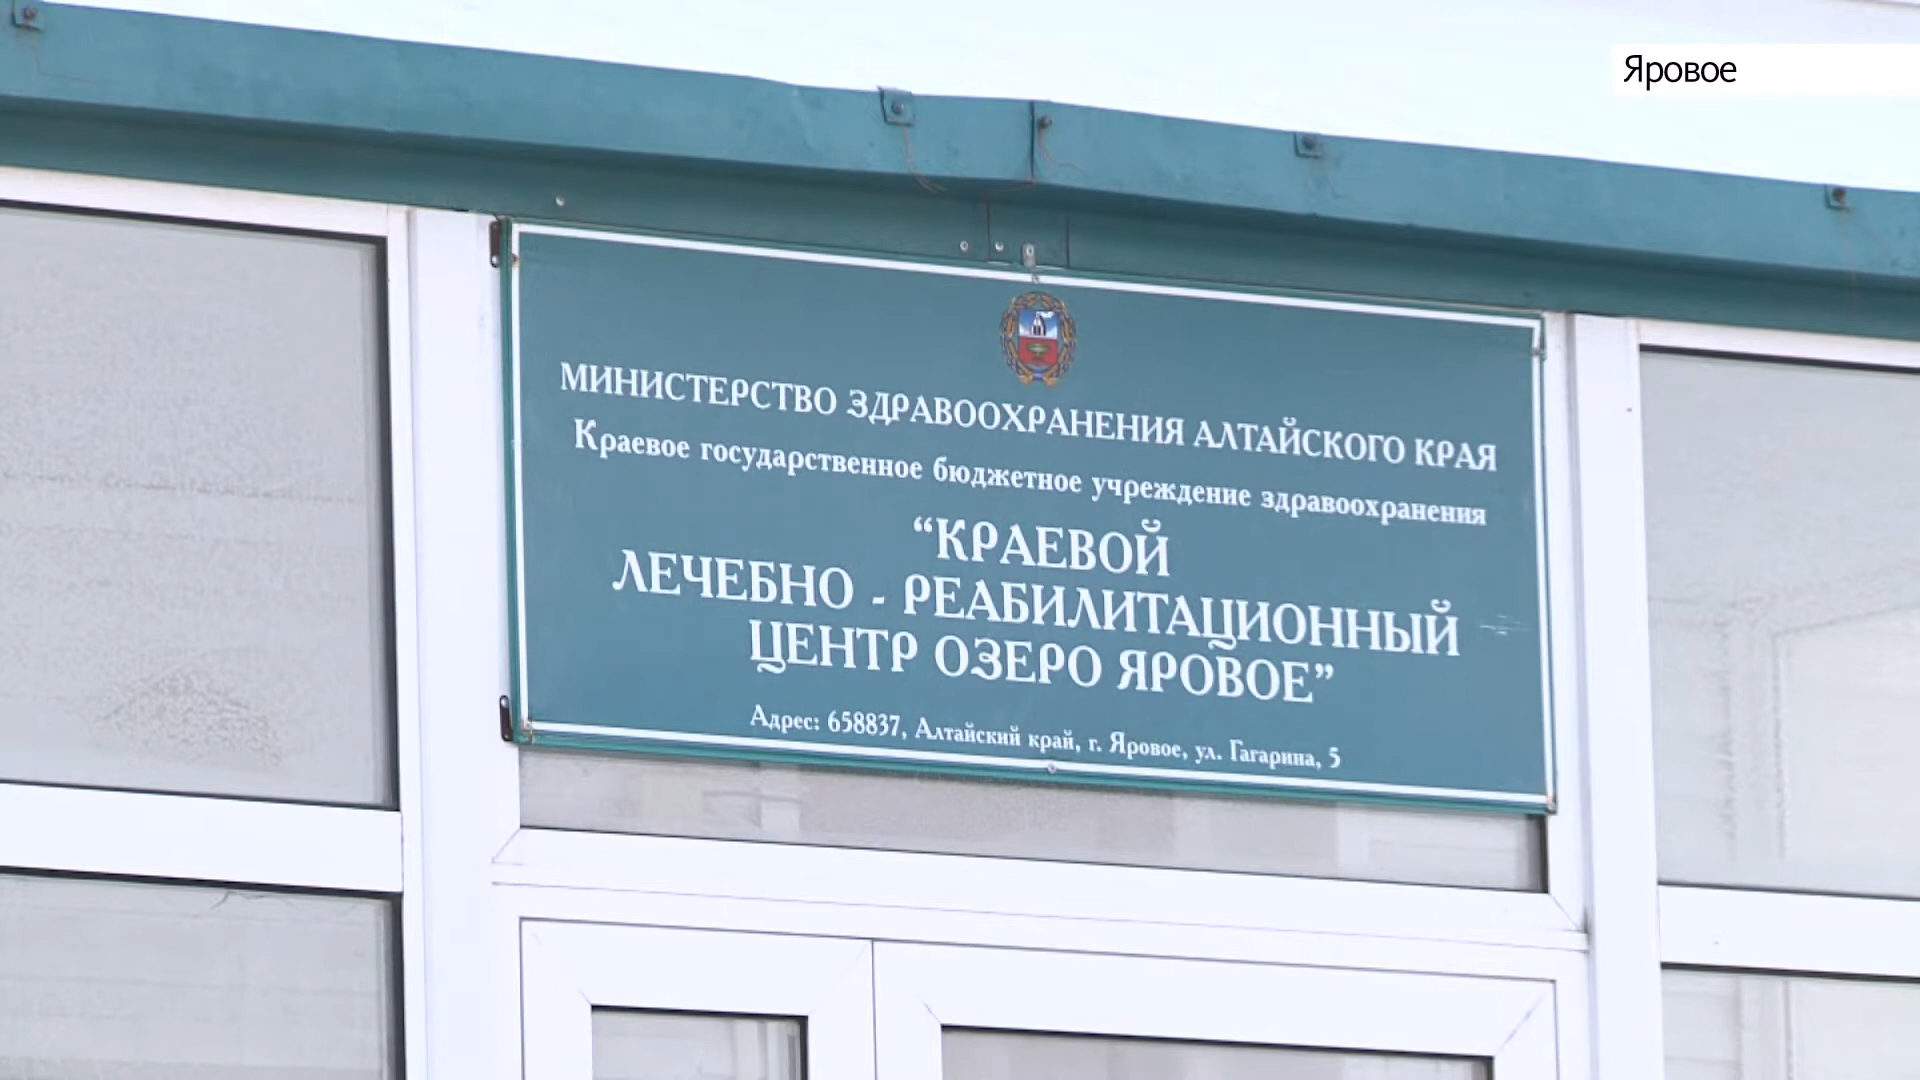 Яровое
МИНИСТЕРСТВО ЗДРАВООХРАНЕНИЯ АЛТАЙСКОГО КРАЯ
Краевое государственное бюджетное учреждение здравоохранения
“КРАЕВОЙ
ЛЕЧЕБНО - РЕАБИЛИТАЦИОННЫЙ
ЦЕНТР ОЗЕРО ЯРОВОЕ”
Адрес: 658837, Алтайский край, г. Яровое, ул. Гагарина, 5